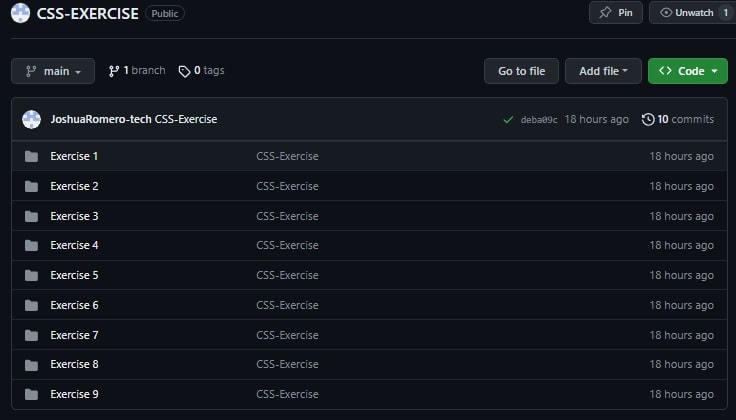 CSS-EXERCISE Public Pin Unwatch 1
main 1 branch 0 tags Go to file Add file Code
JoshuaRomero-tech CSS-Exercise deba09c 18 hours ago 10 commits
Exercise 1 CSS-Exercise 18 hours ago
Exercise 2 CSS-Exercise 18 hours ago
Exercise 3 CSS-Exercise 18 hours ago
Exercise 4 CSS-Exercise 18 hours ago
Exercise 5 CSS-Exercise 18 hours ago
Exercise 6 CSS-Exercise 18 hours ago
Exercise 7 CSS-Exercise 18 hours ago
Exercise 8 CSS-Exercise 18 hours ago
Exercise 9 CSS-Exercise 18 hours ago